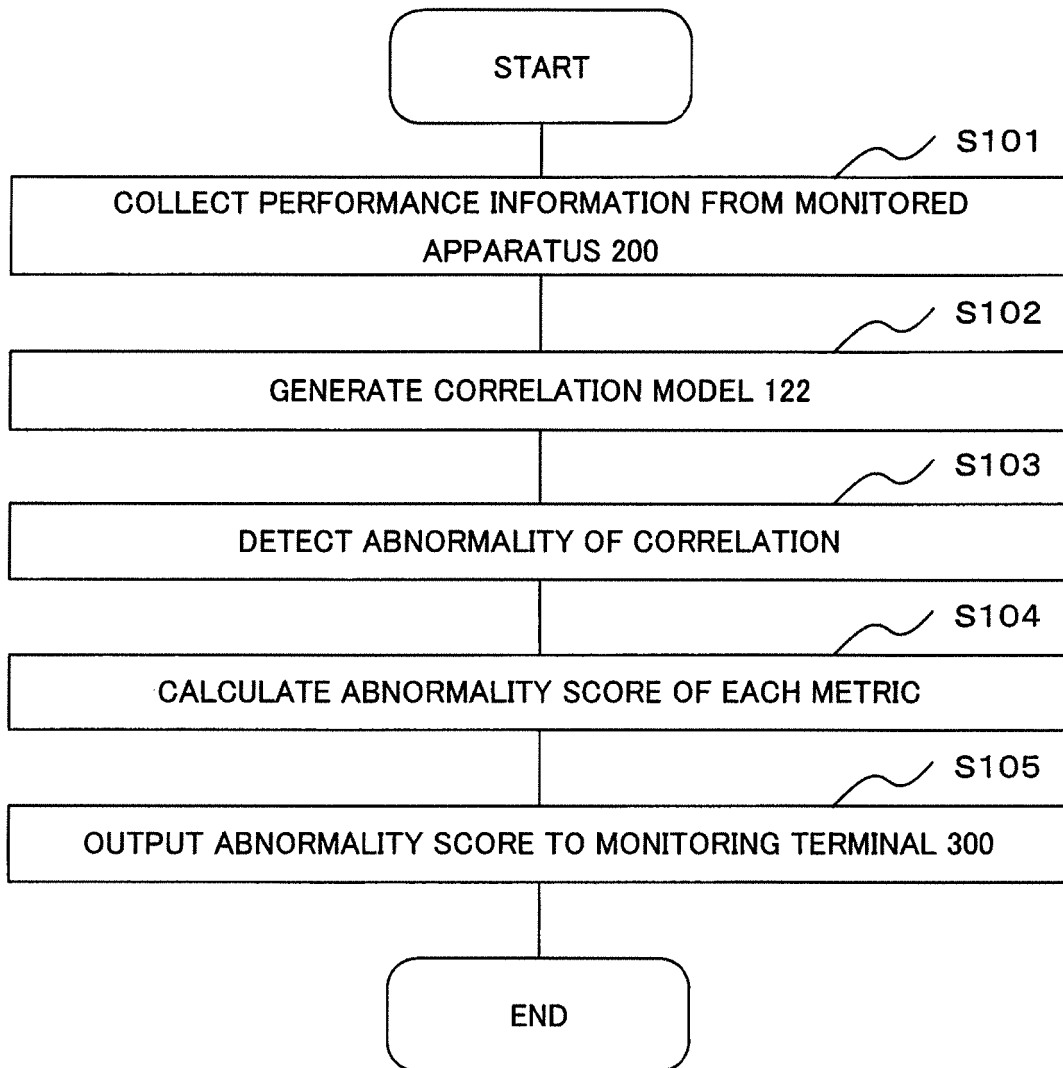 START
S101
COLLECT PERFORMANCE INFORMATION FROM MONITORED
APPARATUS 200
S102
GENERATE CORRELATION MODEL 122
S103
DETECT ABNORMALITY OF CORRELATION
S104
CALCULATE ABNORMALITY SCORE OF EACH METRIC
S105
OUTPUT ABNORMALITY SCORE TO MONITORING TERMINAL 300
END